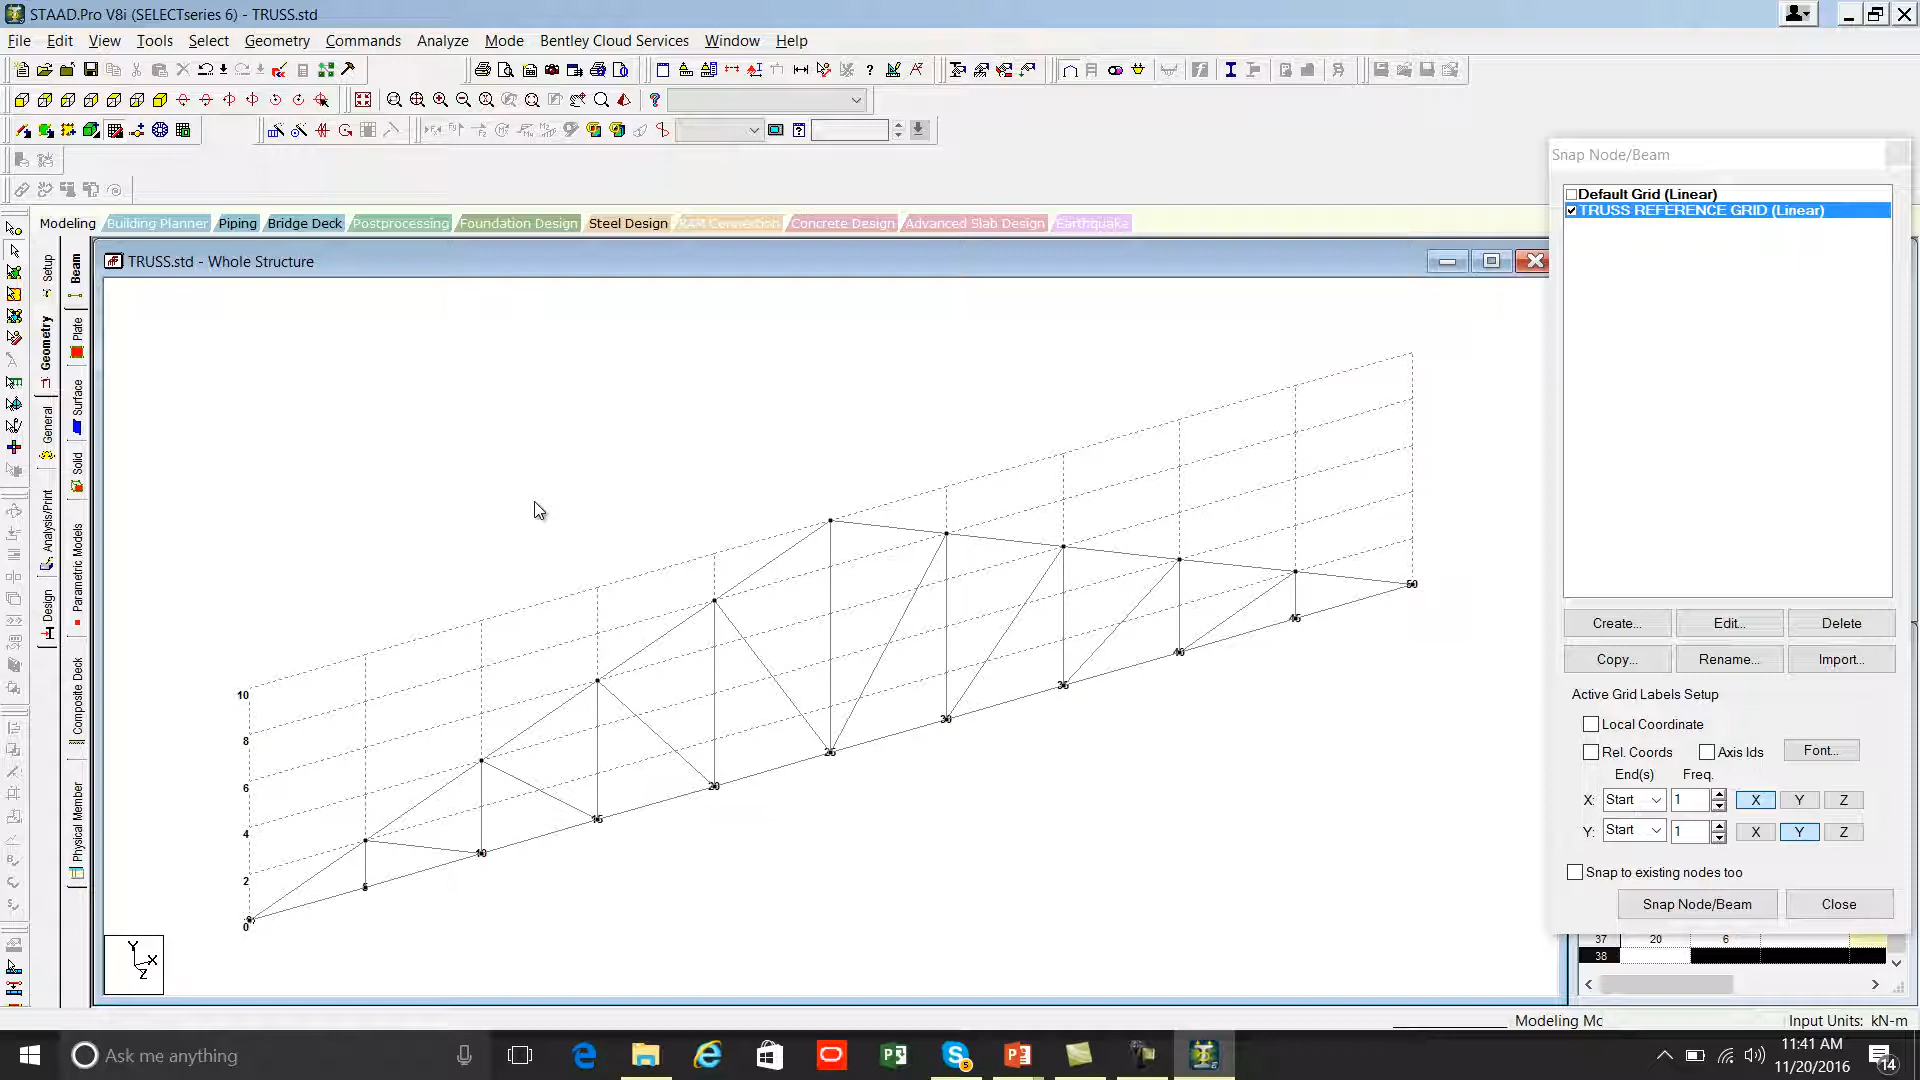 STAAD.Pro V8i (SELECTseries 6) - TRUSS.std
File Edit View Tools Select Geometry Commands Analyze Mode Bentley Cloud Services Window Help
Modeling Building Planner Piping Bridge Deck Postprocessing Foundation Design Steel Design RAM Connection Concrete Design Advanced Slab Design Earthquake
TRUSS.std - Whole Structure
Setup
Geometry
General
Analysis/Print
Design
Beam
Plate
Surface
Solid
Parametric Models
Composite Deck
Physical Member
10
8
6
4
2
0
5
10
15
20
25
30
35
40
45
50
Y
X
Z
Snap Node/Beam
Default Grid (Linear)
TRUSS REFERENCE GRID (Linear)
Create... Edit... Delete
Copy... Rename... Import...
Active Grid Labels Setup
Local Coordinate
Rel. Coords Axis Ids Font...
End(s) Freq.
X: Start 1 X Y Z
Y: Start 1 X Y Z
Snap to existing nodes too
Snap Node/Beam Close
37 20 6
38
Modeling Mo
Input Units: kN-m
Ask me anything
11:41 AM
11/20/2016
5
14